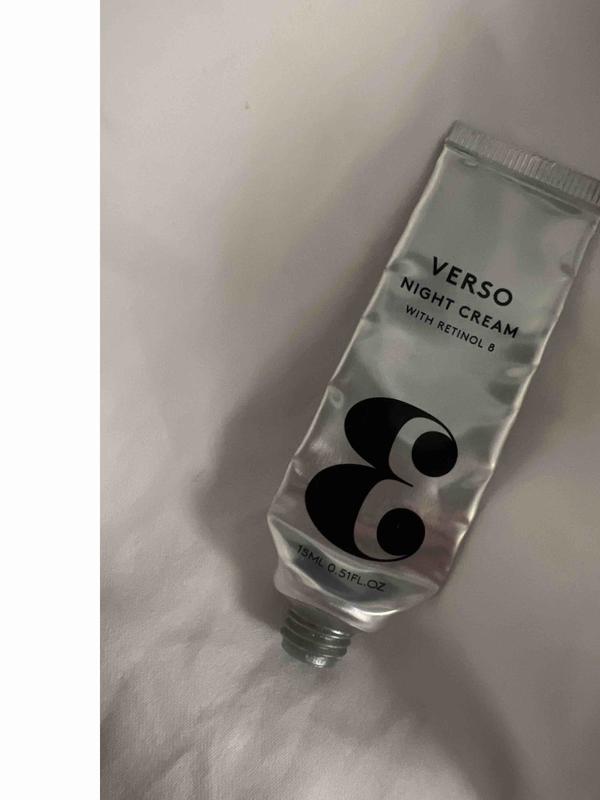 VERSO
NIGHT CREAM
WITH RETINOL 8
Ɛ
15ML 0.51FL.OZ